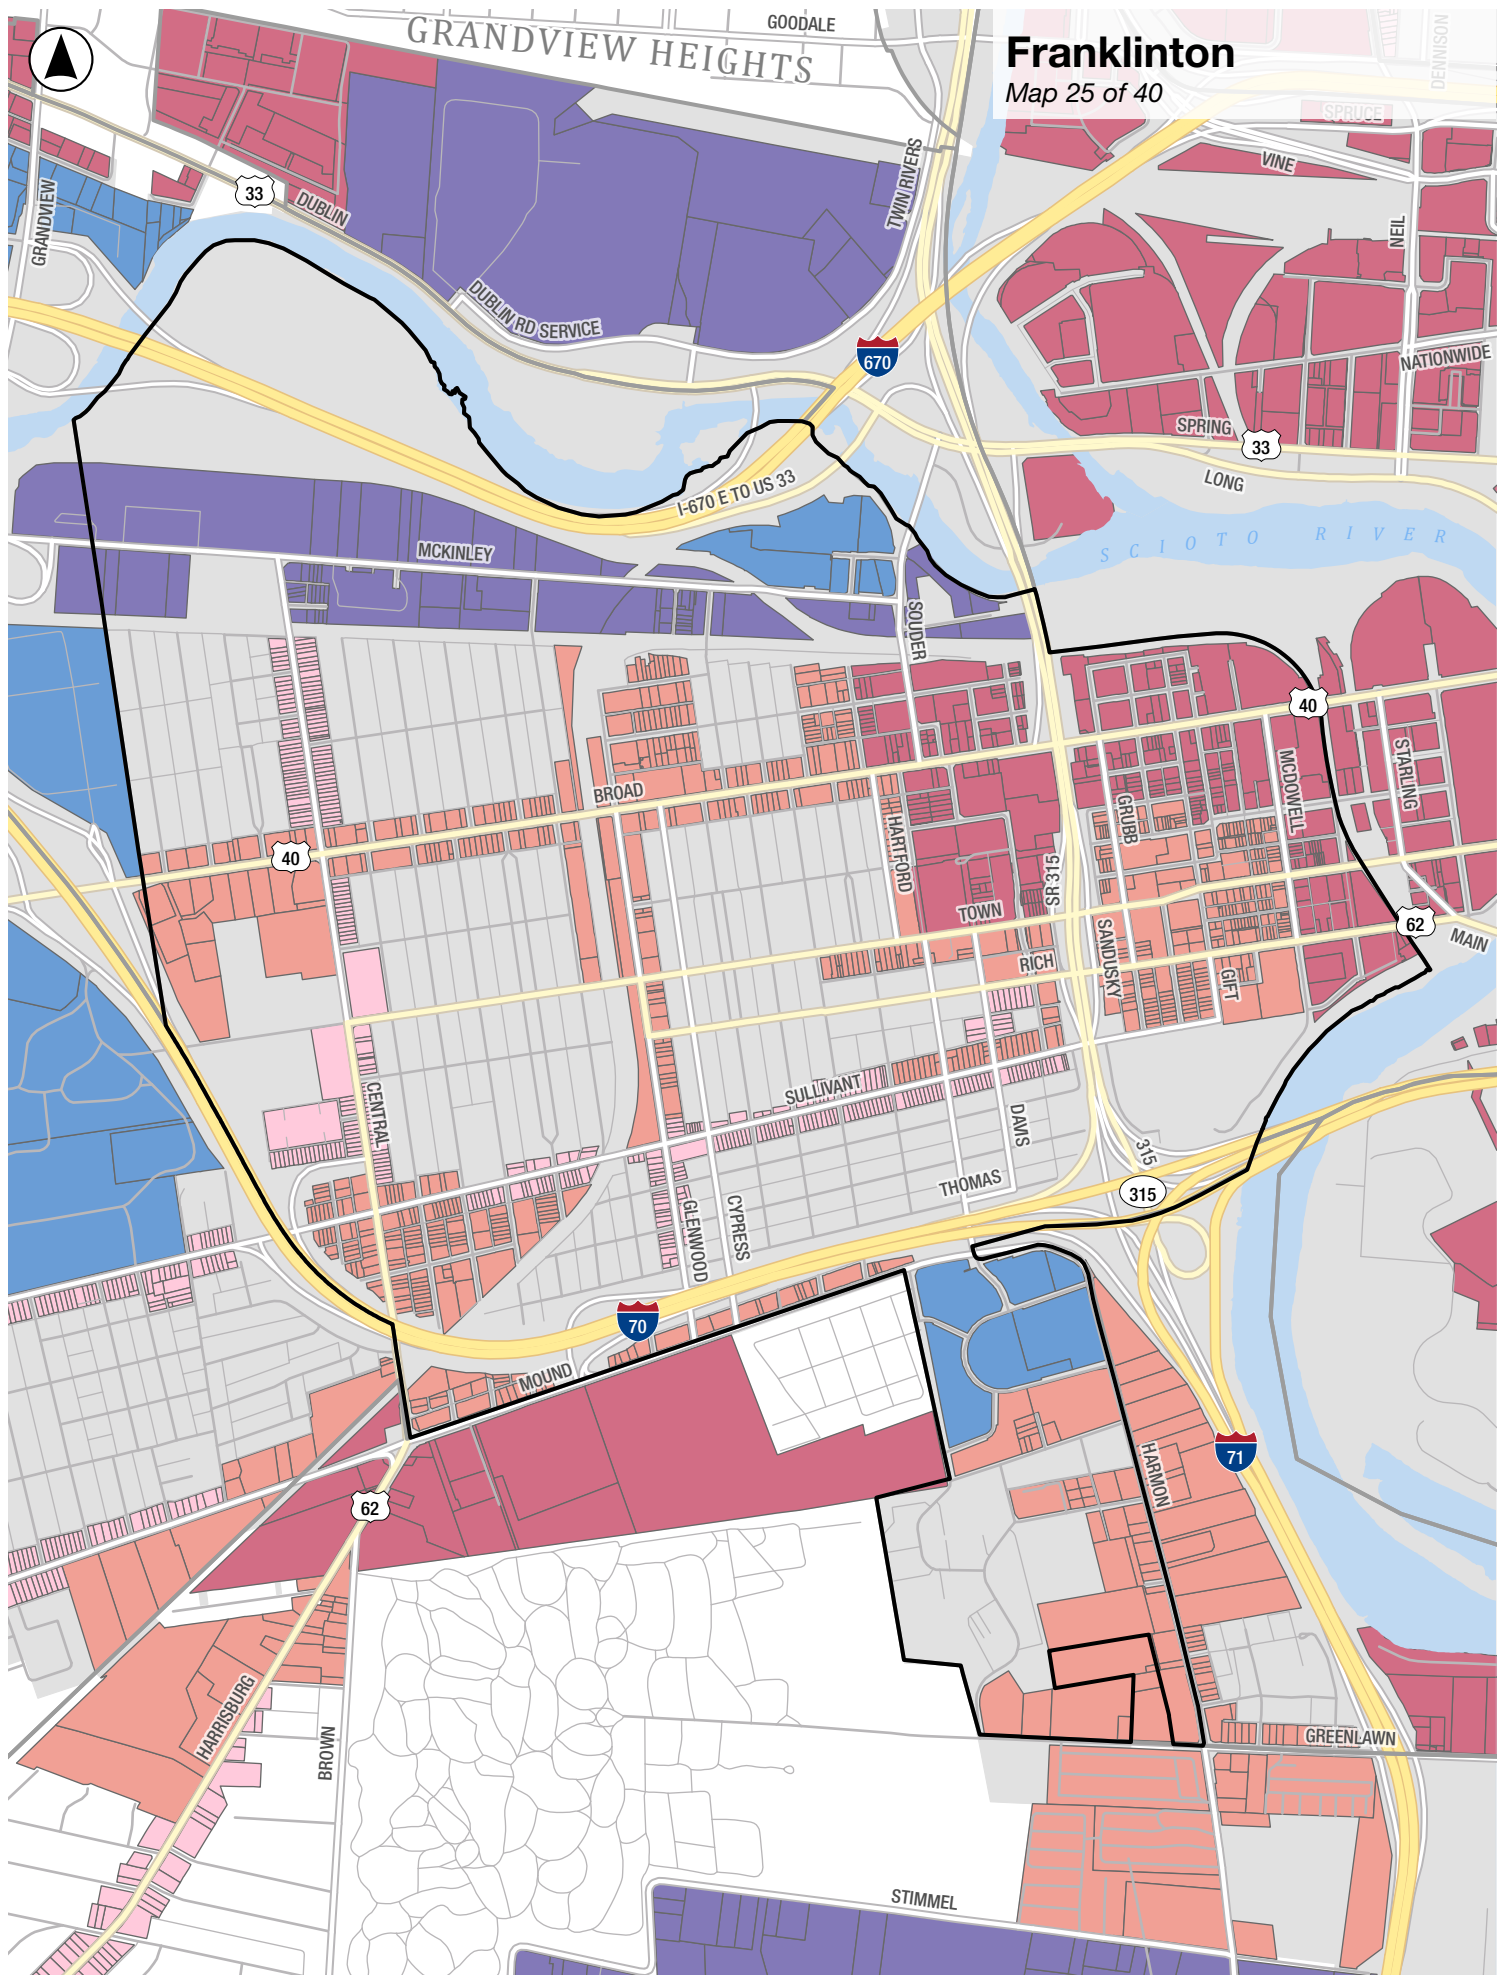 GOODALE
GRANDVIEW HEIGHTS
Franklinton
Map 25 of 40
DENNISON
SPRUCE
VINE
TWIN RIVERS
GRANDVIEW
33
DUBLIN
NEIL
DUBLIN RD SERVICE
670
NATIONWIDE
SPRING
33
LONG
I-670 E TO US 33
SCIOTO RIVER
MCKINLEY
SOUDER
40
BROAD
MCDOWELL
STARLING
GRUBB
HARTFORD
40
SR 315
TOWN
62
MAIN
RICH
SANDUSKY
GIFT
SULLIVANT
CENTRAL
DAVIS
315
THOMAS
315
CYPRESS
GLENWOOD
70
MOUND
71
HARMON
62
HARRISBURG
BROWN
GREENLAWN
STIMMEL